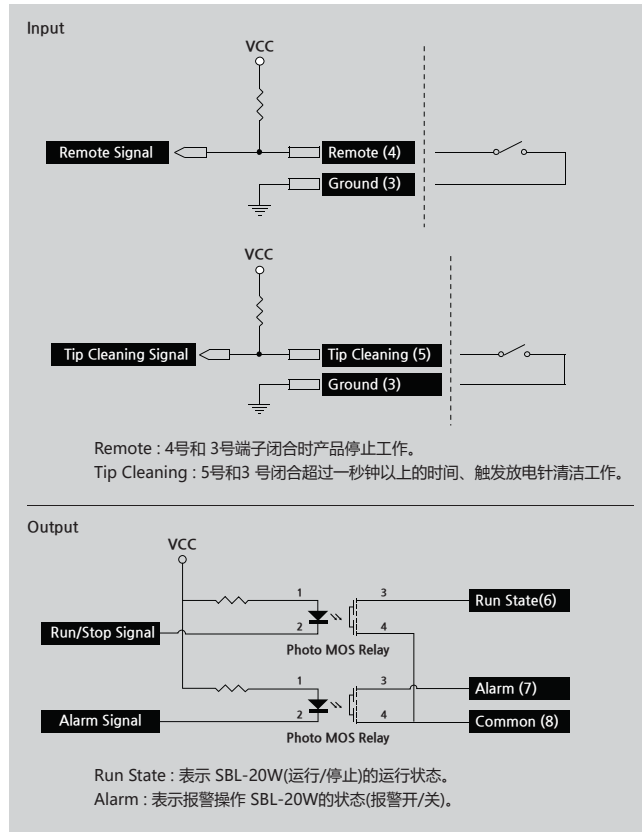 Input
VCC
Remote Signal
Remote (4)
Ground (3)
VCC
Tip Cleaning Signal
Tip Cleaning (5)
Ground (3)
Remote : 4号和 3号端子闭合时产品停止工作。
Tip Cleaning : 5号和3 号闭合超过一秒钟以上的时间、触发放电针清洁工作。
Output
VCC
1
3
Run State(6)
Run/Stop Signal
2
4
Photo MOS Relay
1
3
Alarm (7)
Alarm Signal
2
4
Common (8)
Photo MOS Relay
Run State : 表示 SBL-20W(运行/停止)的运行状态。
Alarm : 表示报警操作 SBL-20W的状态(报警开/关)。